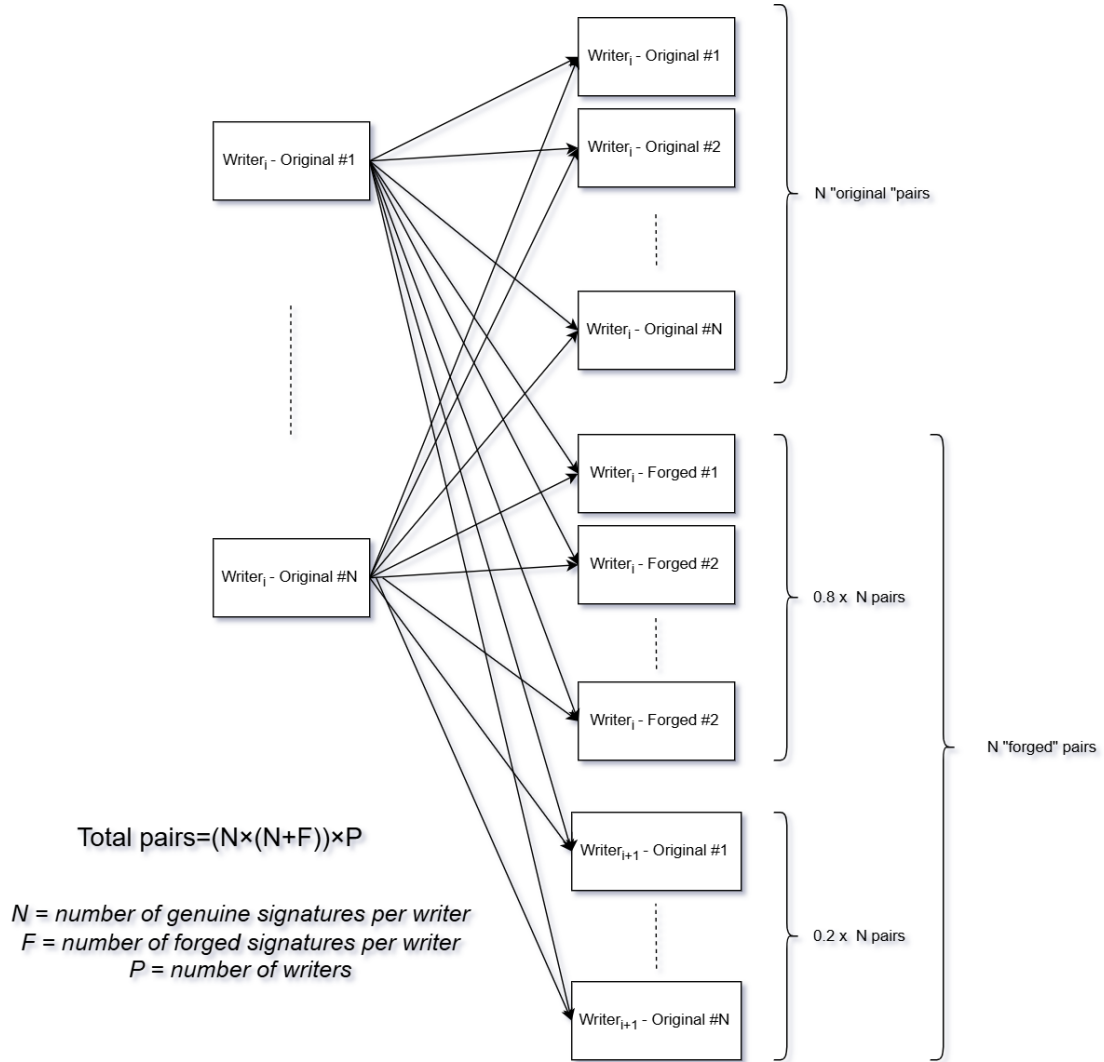 Writerᵢ - Original #1
Writerᵢ - Original #2
Writerᵢ - Original #N
N "original "pairs
Writerᵢ - Original #1
Writerᵢ - Original #N
Writerᵢ - Forged #1
Writerᵢ - Forged #2
Writerᵢ - Forged #2
0.8 x N pairs
Writerᵢ₊₁ - Original #1
Writerᵢ₊₁ - Original #N
0.2 x N pairs
N "forged" pairs
Total pairs=(N×(N+F))×P
N = number of genuine signatures per writer
F = number of forged signatures per writer
P = number of writers